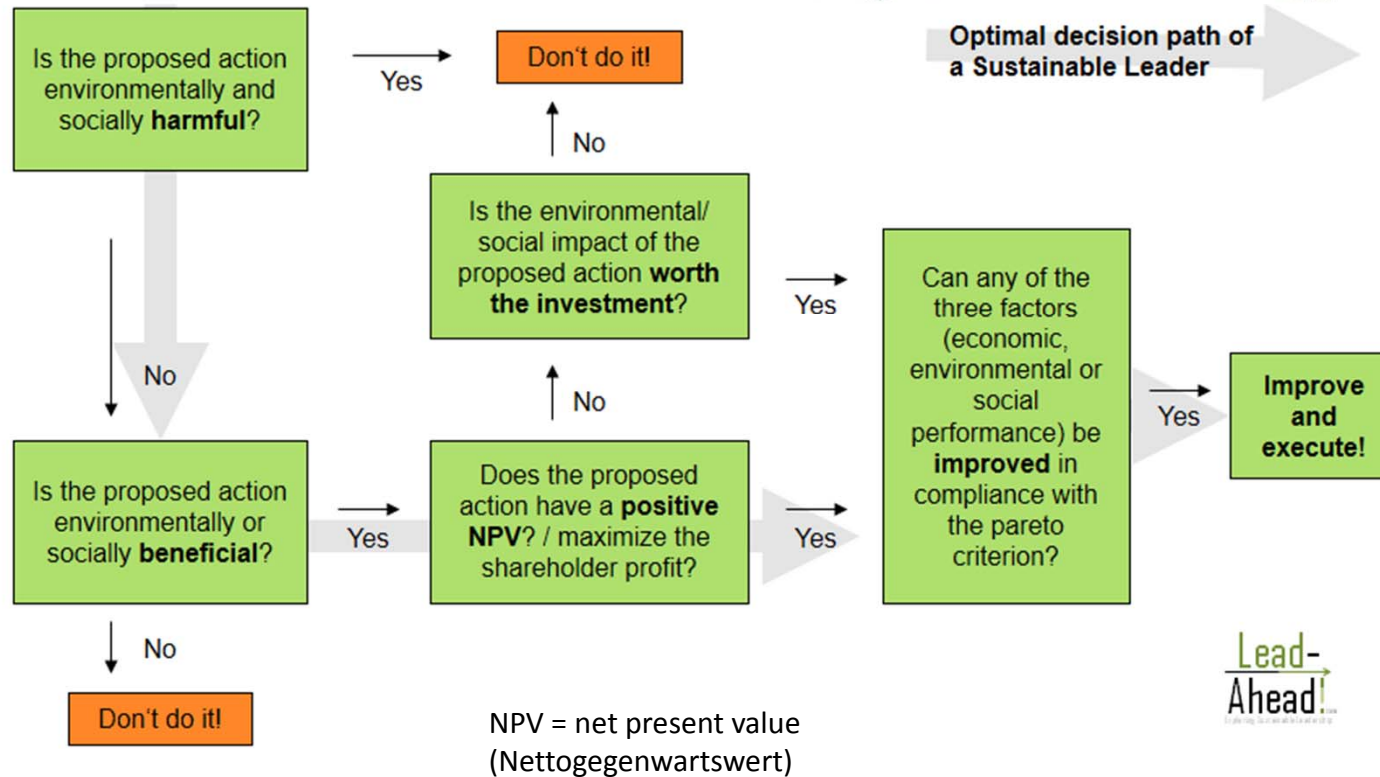 Is the proposed action
environmentally and
socially harmful?
Yes
Don't do it!
Optimal decision path of
a Sustainable Leader
No
Is the environmental/
social impact of the
proposed action worth
the investment?
Yes
No
No
Is the proposed action
environmentally or
socially beneficial?
Yes
Does the proposed
action have a positive
NPV? / maximize the
shareholder profit?
Yes
Can any of the
three factors
(economic,
environmental or
social
performance) be
improved in
compliance with
the pareto
criterion?
Yes
Improve
and
execute!
No
Don't do it!
NPV = net present value
(Nettogegenwartswert)
Lead-
Ahead!